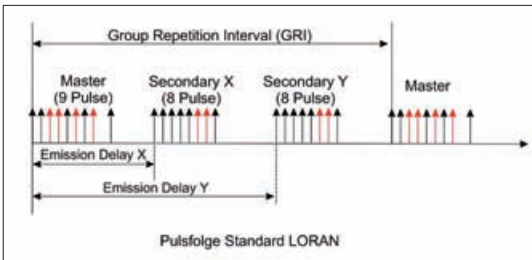 Group Repetition Interval (GRI)
Master
(9 Pulse)
Secondary X
(8 Pulse)
Secondary Y
(8 Pulse)
Master
Emission Delay X
Emission Delay Y
Pulsfolge Standard LORAN